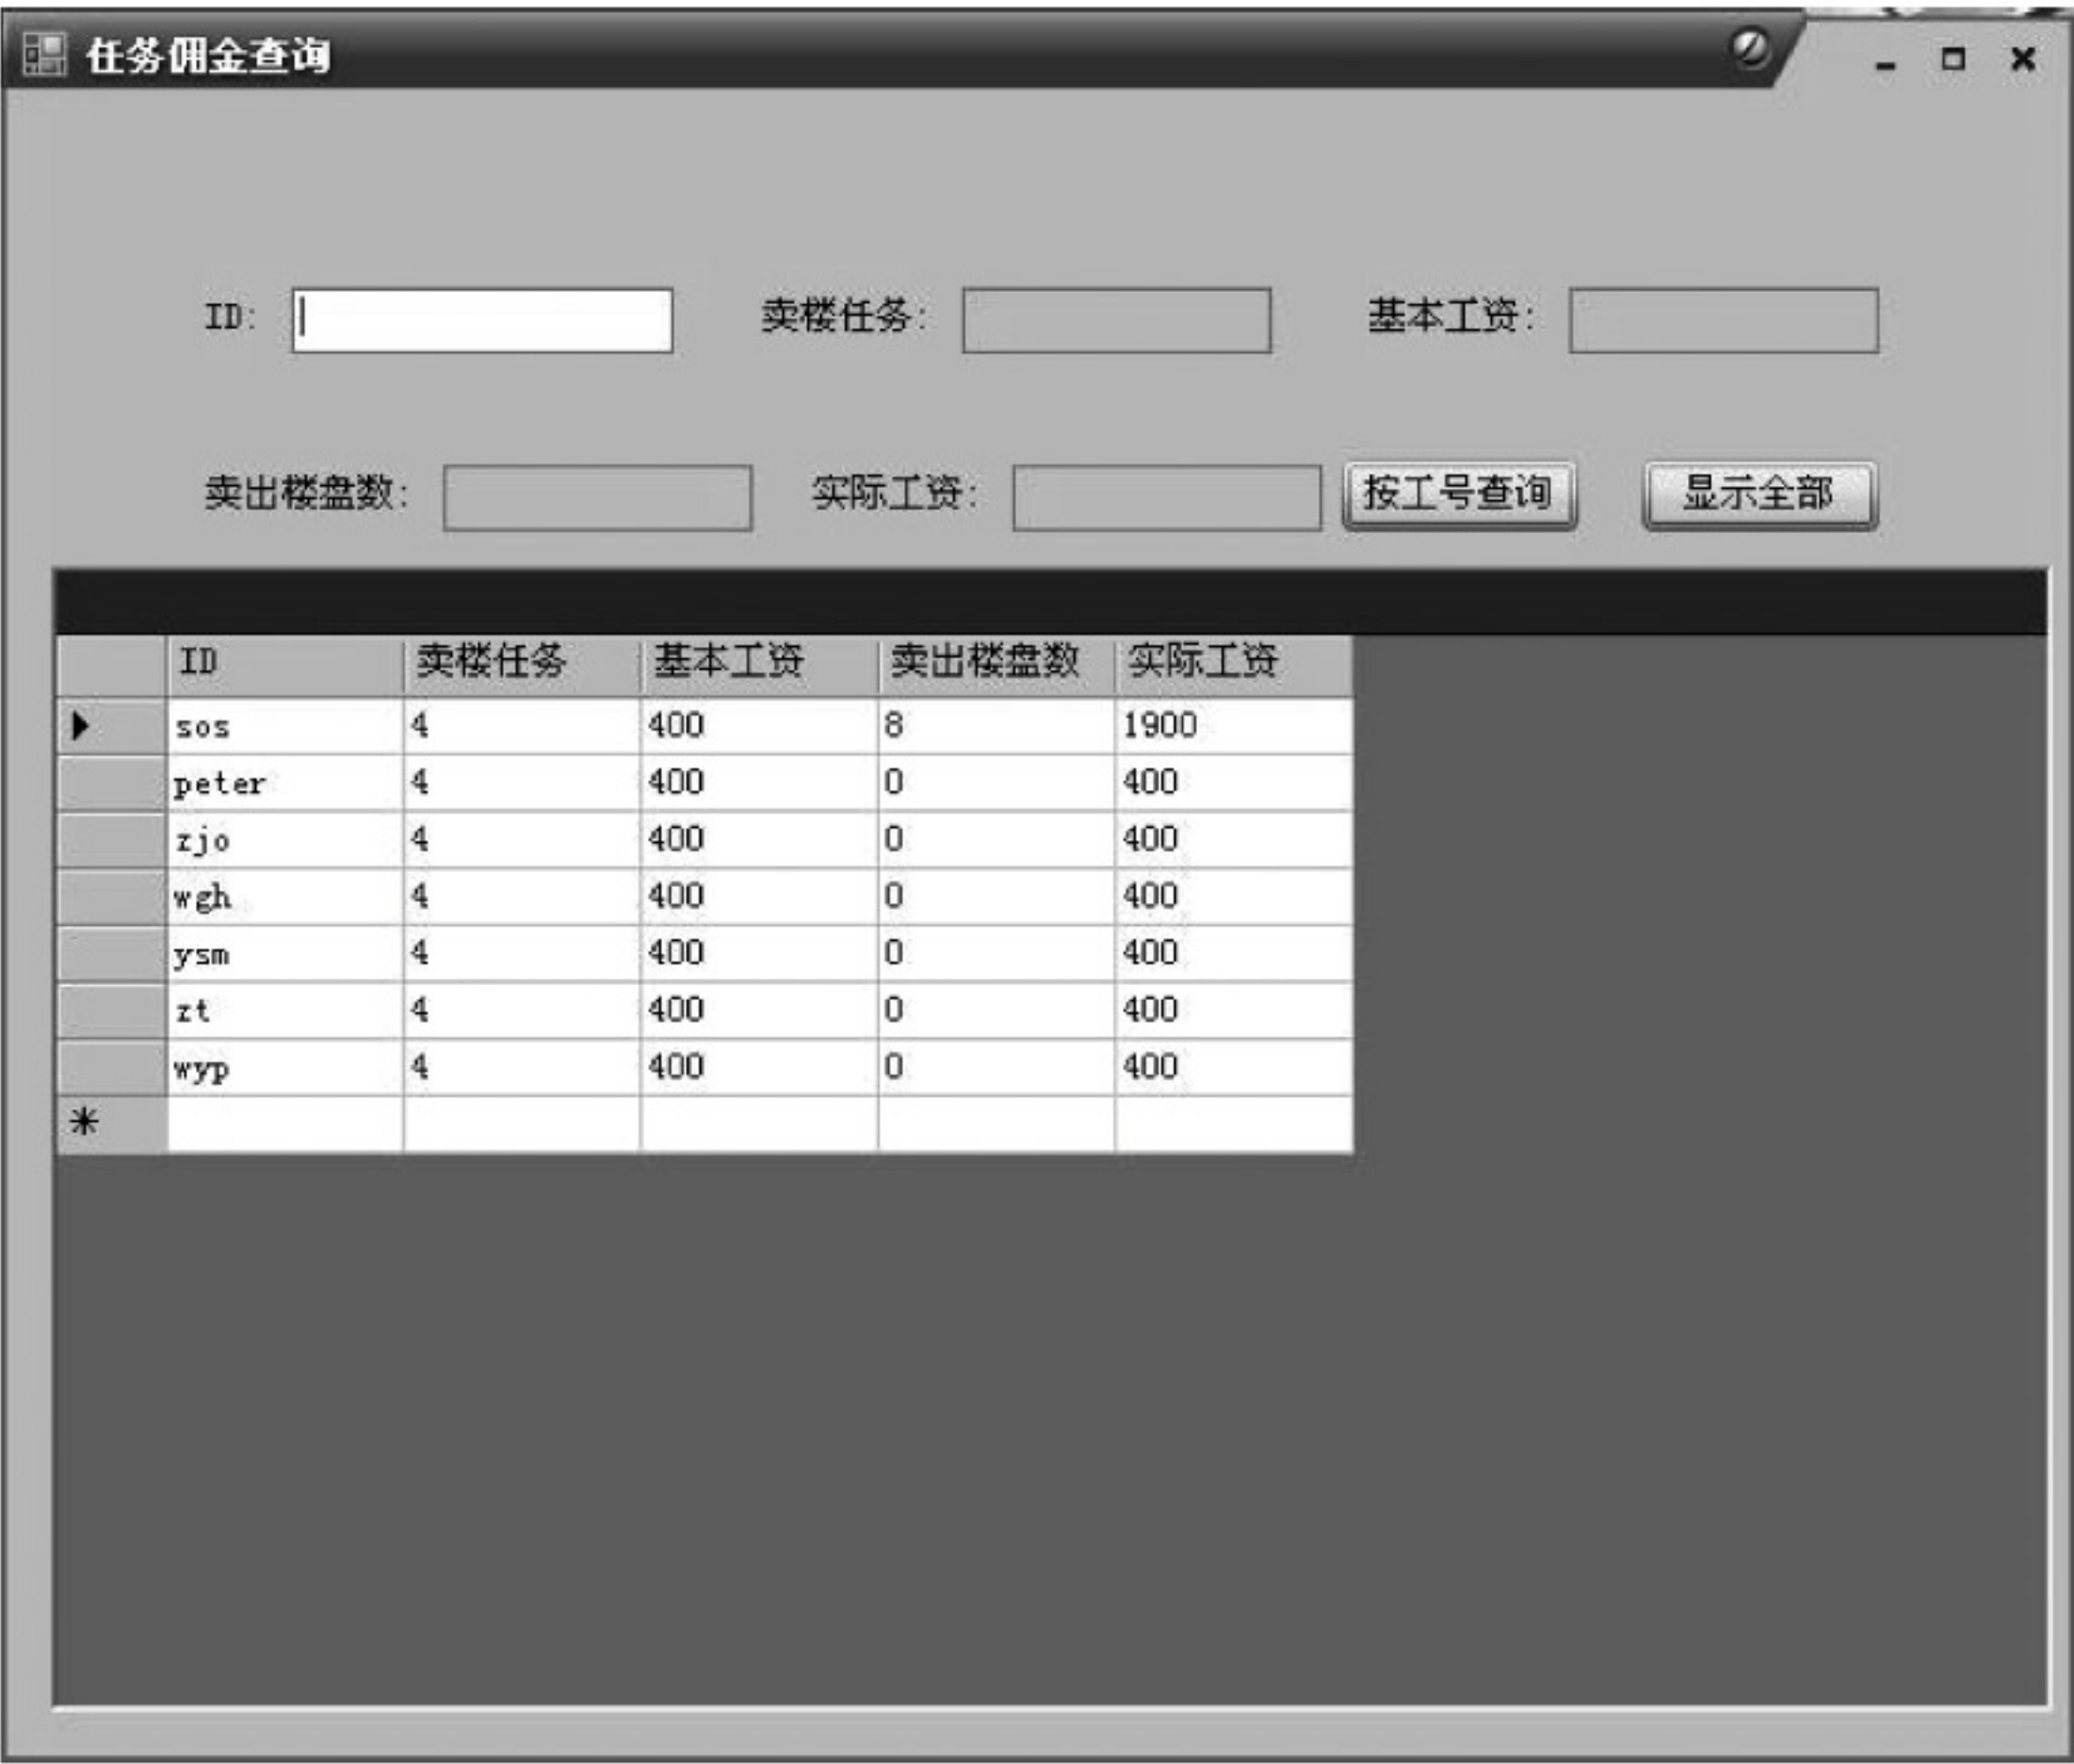 任务佣金查询
ID: 卖楼任务: 基本工资:
卖出楼盘数: 实际工资: 按工号查询 显示全部
ID 卖楼任务 基本工资 卖出楼盘数 实际工资
sos 4 400 8 1900
peter 4 400 0 400
zjo 4 400 0 400
wgh 4 400 0 400
ysm 4 400 0 400
zt 4 400 0 400
wyp 4 400 0 400